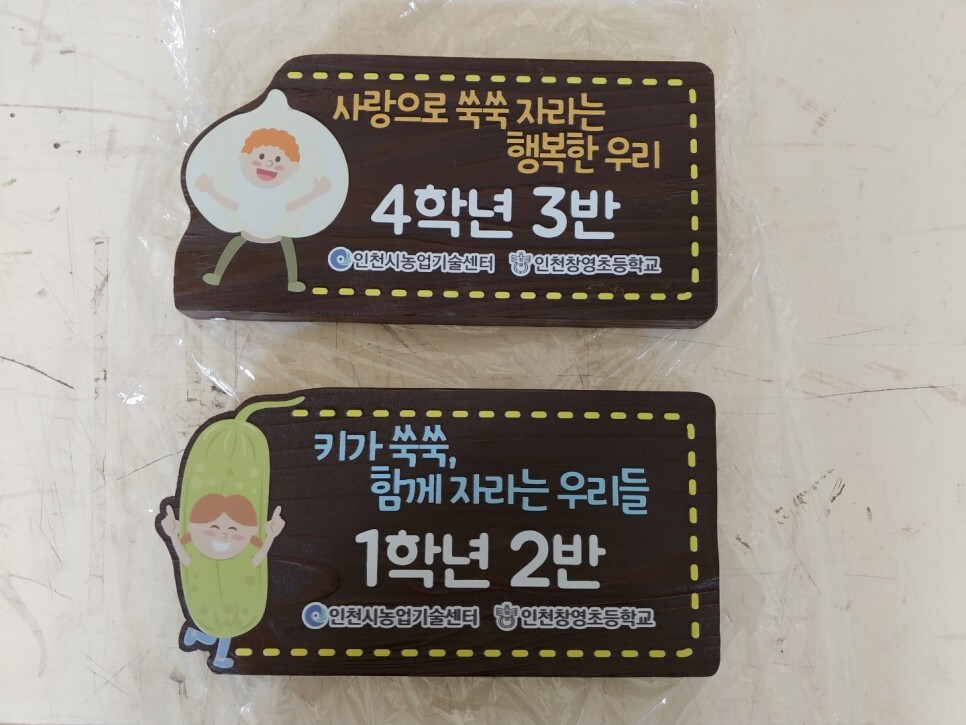 사랑으로 쑥쑥 자라는
행복한 우리
4학년 3반
인천시농업기술센터 인천창영초등학교
키가 쑥쑥,
함께 자라는 우리들
1학년 2반
인천시농업기술센터 인천창영초등학교